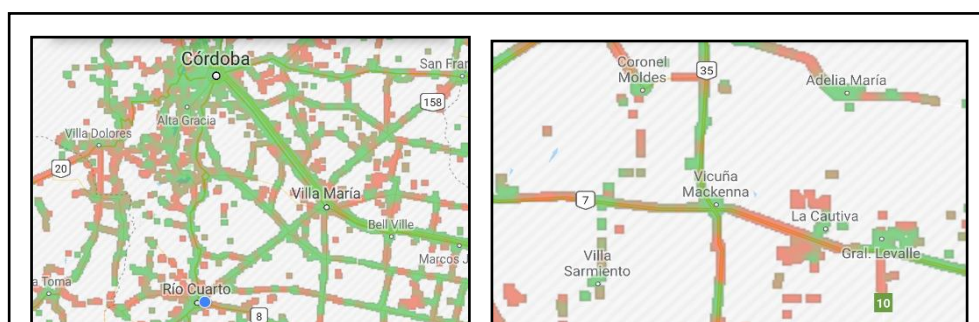 Córdoba
San Fran
158
Alta Gracia
Villa Dolores
20
Villa María
Bell Ville
Marcos J
a Toma
Río Cuarto
8
Coronel
Moldes
35
Adelia María
Vicuña
Mackenna
7
La Cautiva
Villa
Sarmiento
Gral. Levalle
10